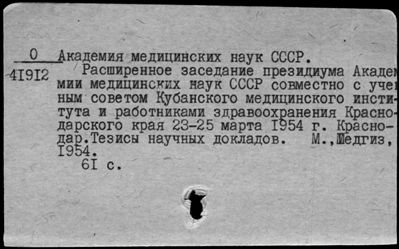 0 Академия медицинских наук СССР.
41912 Расширенное заседание президиума Акаде
мии медицинских наук СССР совместно с уче
ным советом Кубанского медицинского инсти-
тута и работниками здравоохранения Красно-
дарского края 23-25 марта 1954 г. Красно-
дар.Тезисы научных докладов. М.,Медгиз,
1954.
61 с.